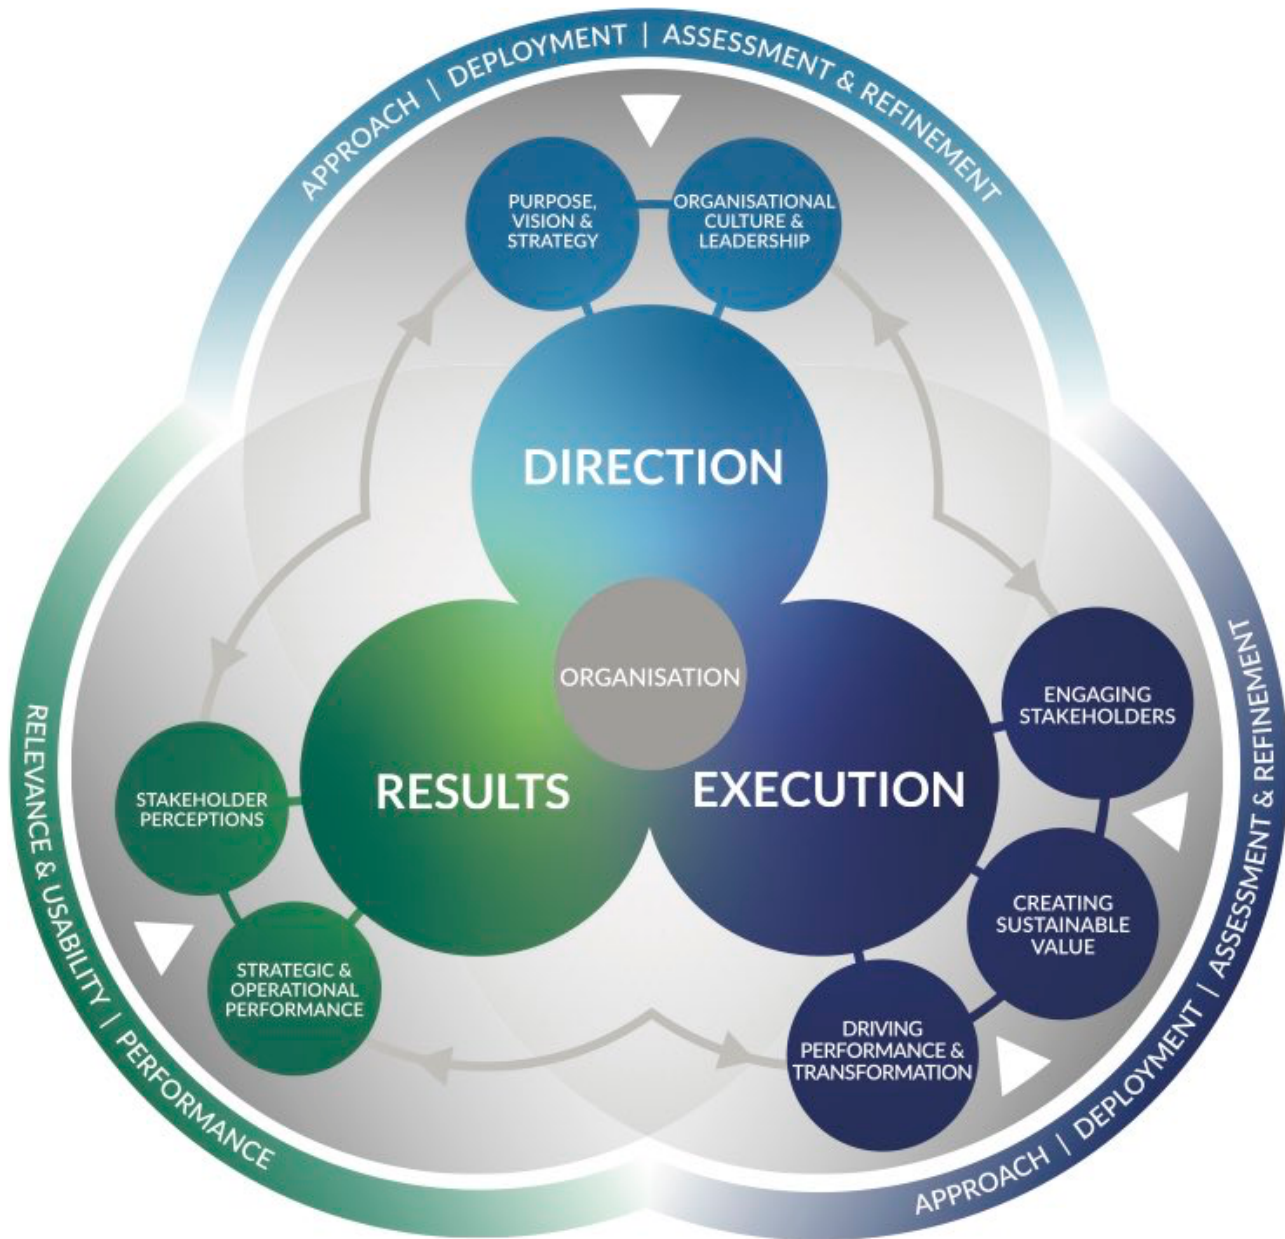 APPROACH | DEPLOYMENT | ASSESSMENT & REFINEMENT
PURPOSE,
VISION &
STRATEGY
ORGANISATIONAL
CULTURE &
LEADERSHIP
DIRECTION
ORGANISATION
RESULTS
EXECUTION
ENGAGING
STAKEHOLDERS
CREATING
SUSTAINABLE
VALUE
DRIVING
PERFORMANCE &
TRANSFORMATION
STAKEHOLDER
PERCEPTIONS
STRATEGIC &
OPERATIONAL
PERFORMANCE
RELEVANCE & USABILITY | PERFORMANCE
APPROACH | DEPLOYMENT | ASSESSMENT & REFINEMENT